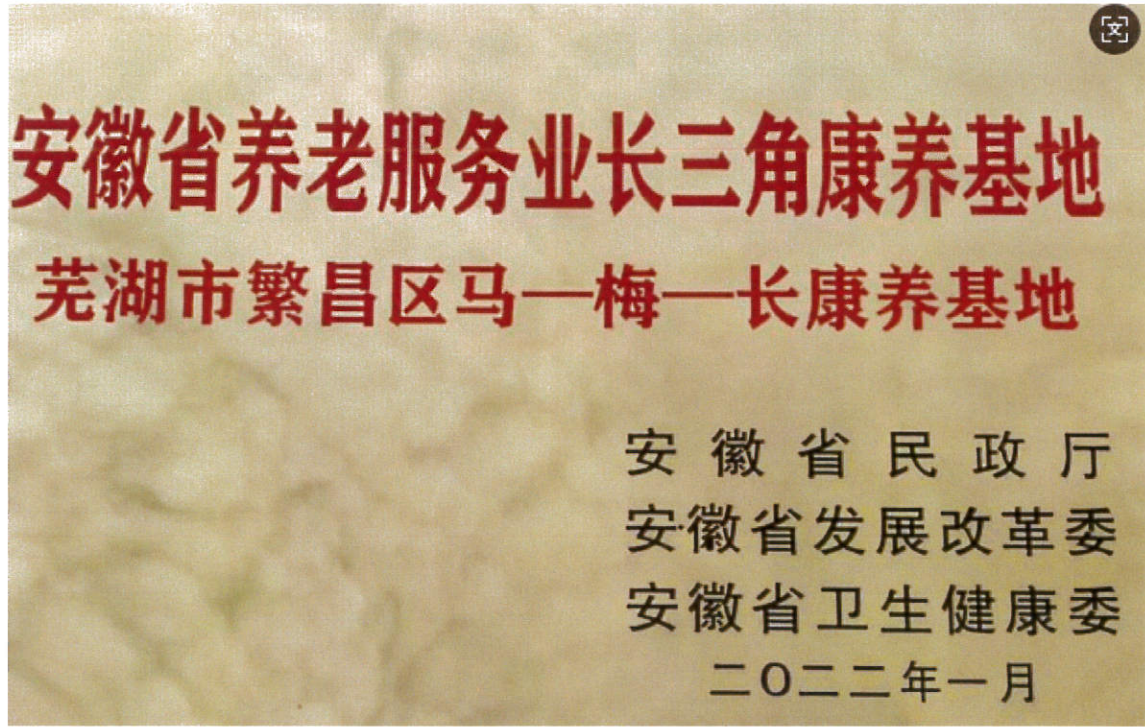 安徽省养老服务业长三角康养基地
芜湖市繁昌区马—梅—长康养基地
安徽省民政厅
安徽省发展改革委
安徽省卫生健康委
二〇二二年一月